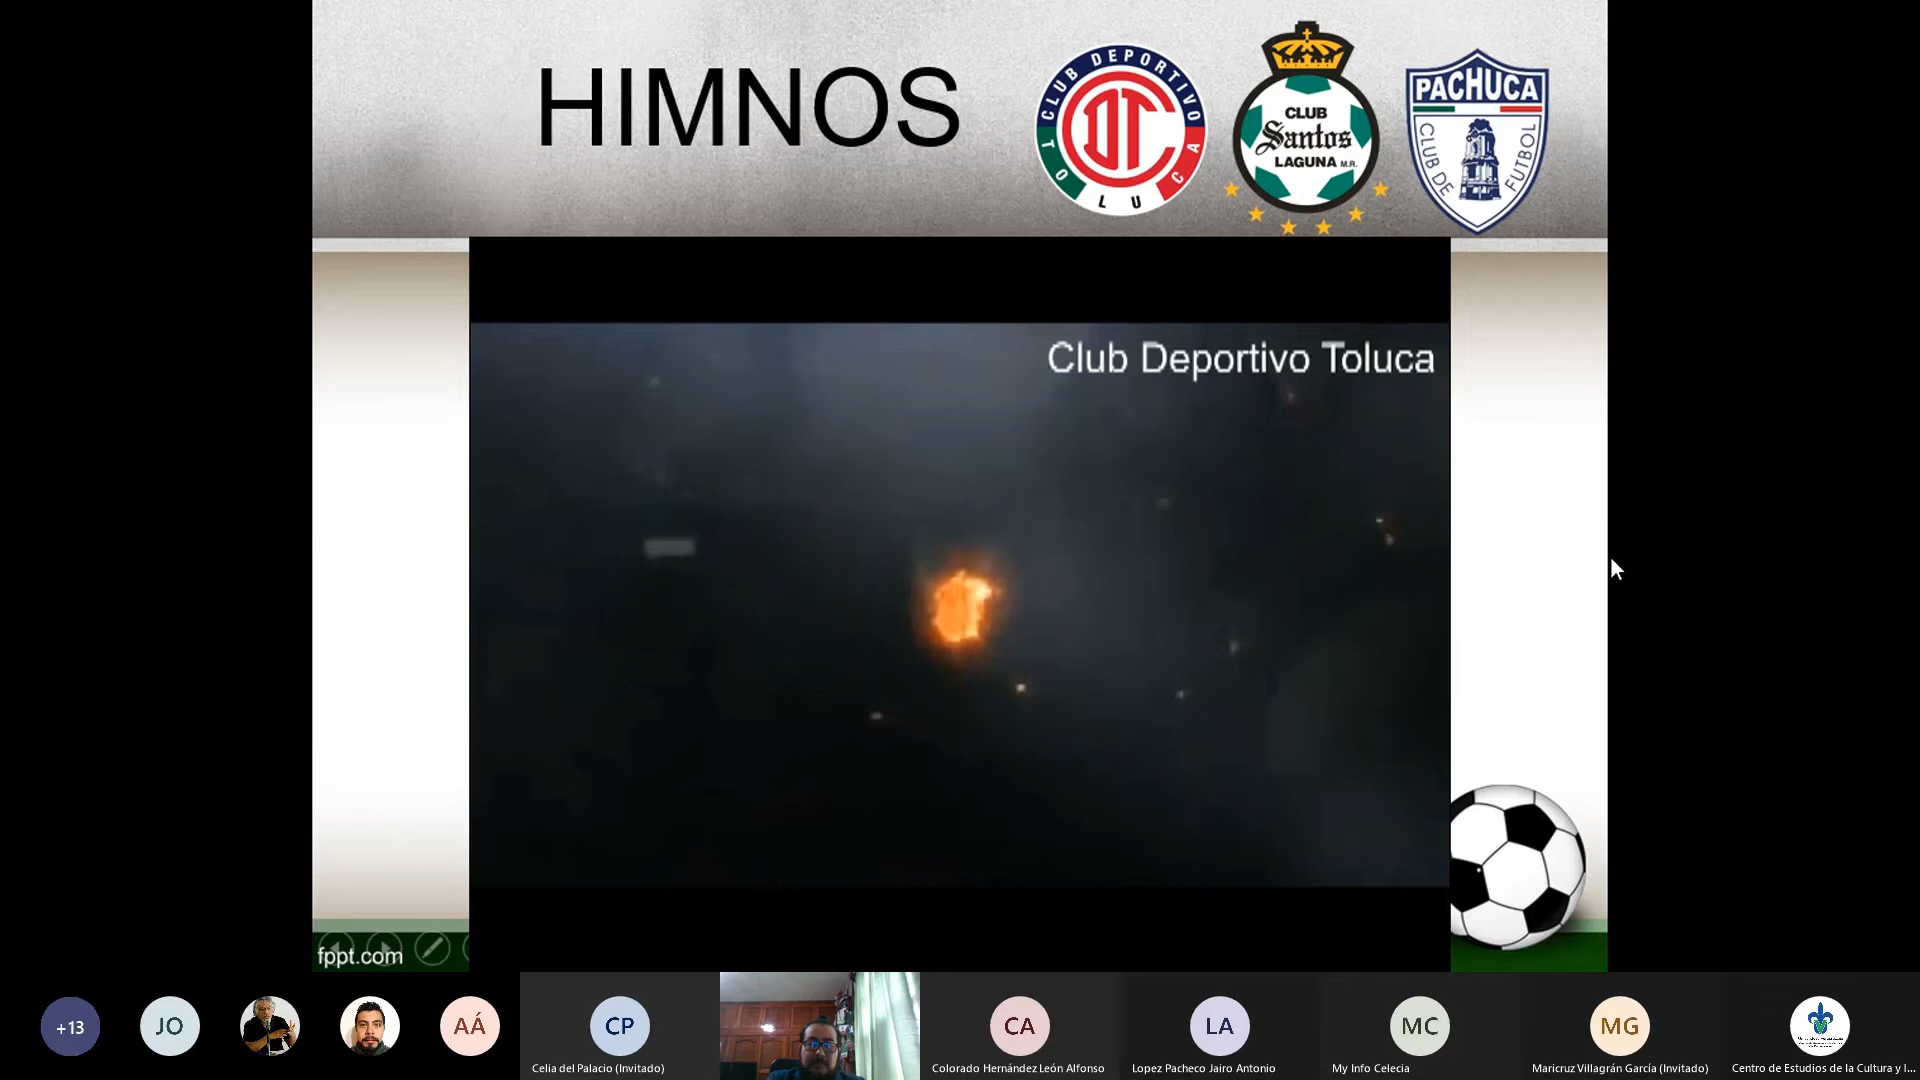 HIMNOS
CLUB DEPORTIVO
TOLUCA
DT
CLUB
Santos
LAGUNA M.R.
PACHUCA
CLUB DE FUTBOL
Club Deportivo Toluca
fppt.com
+13
JO
AÁ
CP
CA
LA
MC
MG
Celia del Palacio (Invitado)
Colorado Hernández León Alfonso
Lopez Pacheco Jairo Antonio
My Info Celecia
Maricruz Villagrán García (Invitado)
Centro de Estudios de la Cultura y l...